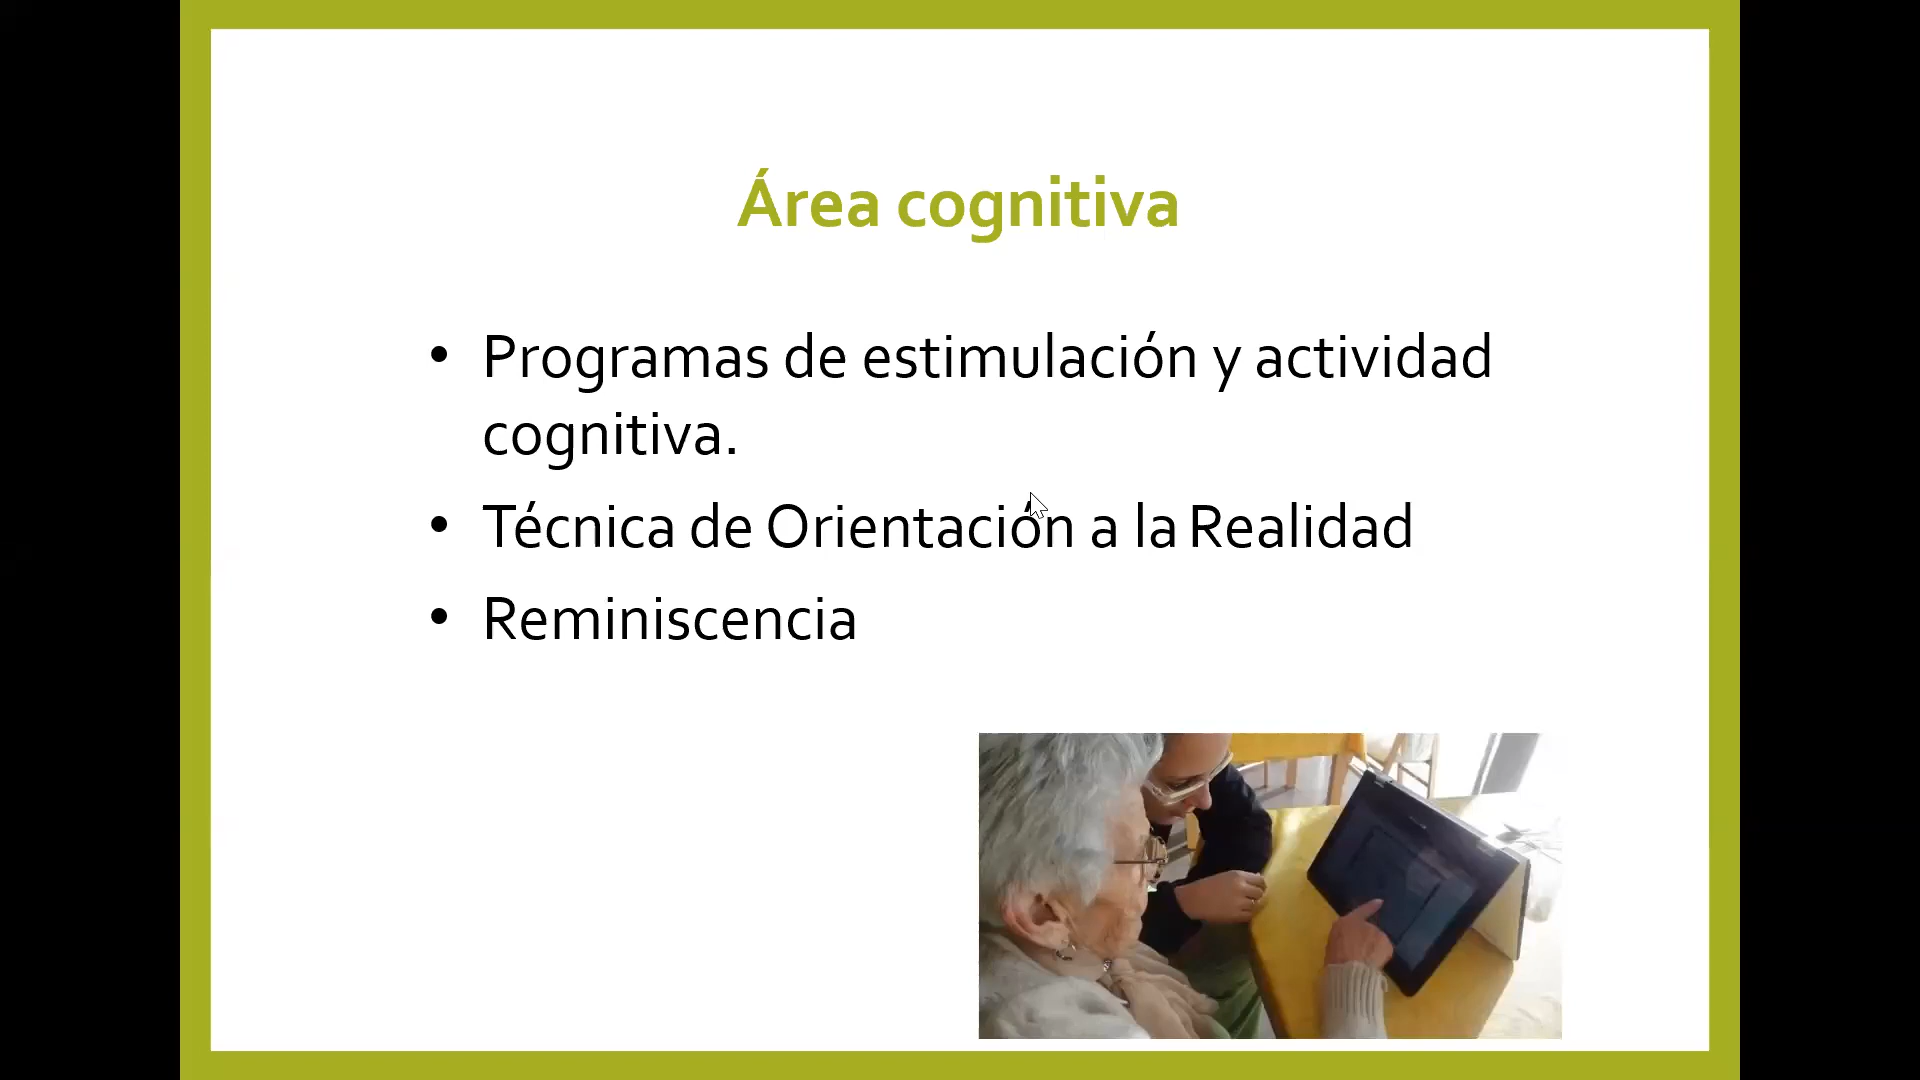 Área cognitiva
• Programas de estimulación y actividad
cognitiva.
• Técnica de Orientación a la Realidad
• Reminiscencia